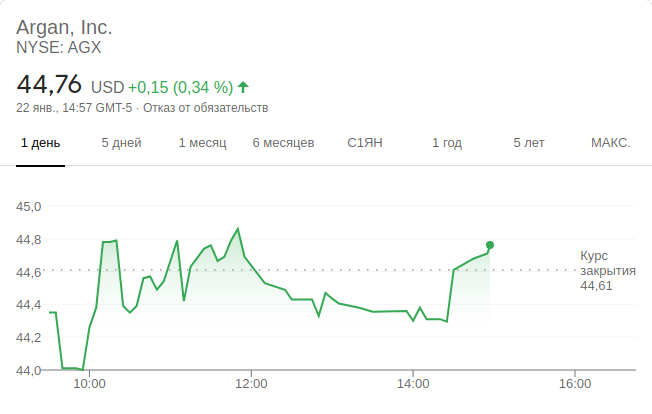 Argan, Inc.
NYSE: AGX
44,76 USD +0,15 (0,34 %)
22 янв., 14:57 GMT-5 · Отказ от обязательств
1 день 5 дней 1 месяц 6 месяцев С1ЯН 1 год 5 лет МАКС.
45,0
44,8
44,6
44,4
44,2
44,0
Курс
закрытия
44,61
10:00 12:00 14:00 16:00